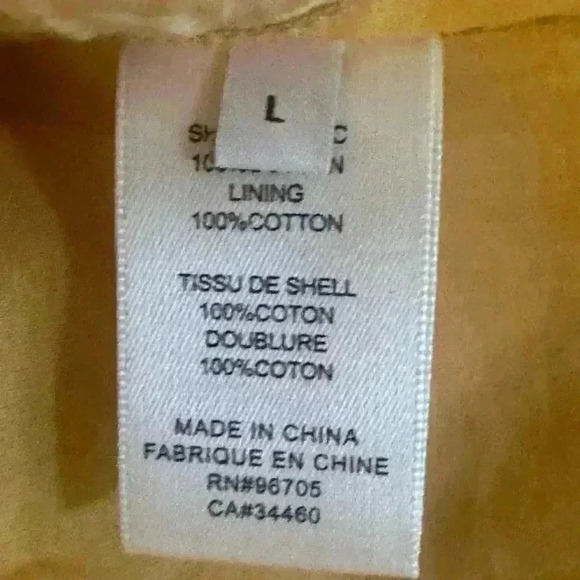 L
LINING
100%COTTON
TISSU DE SHELL
100%COTON
DOUBLURE
100%COTON
MADE IN CHINA
FABRIQUE EN CHINE
RN#96705
CA#34460